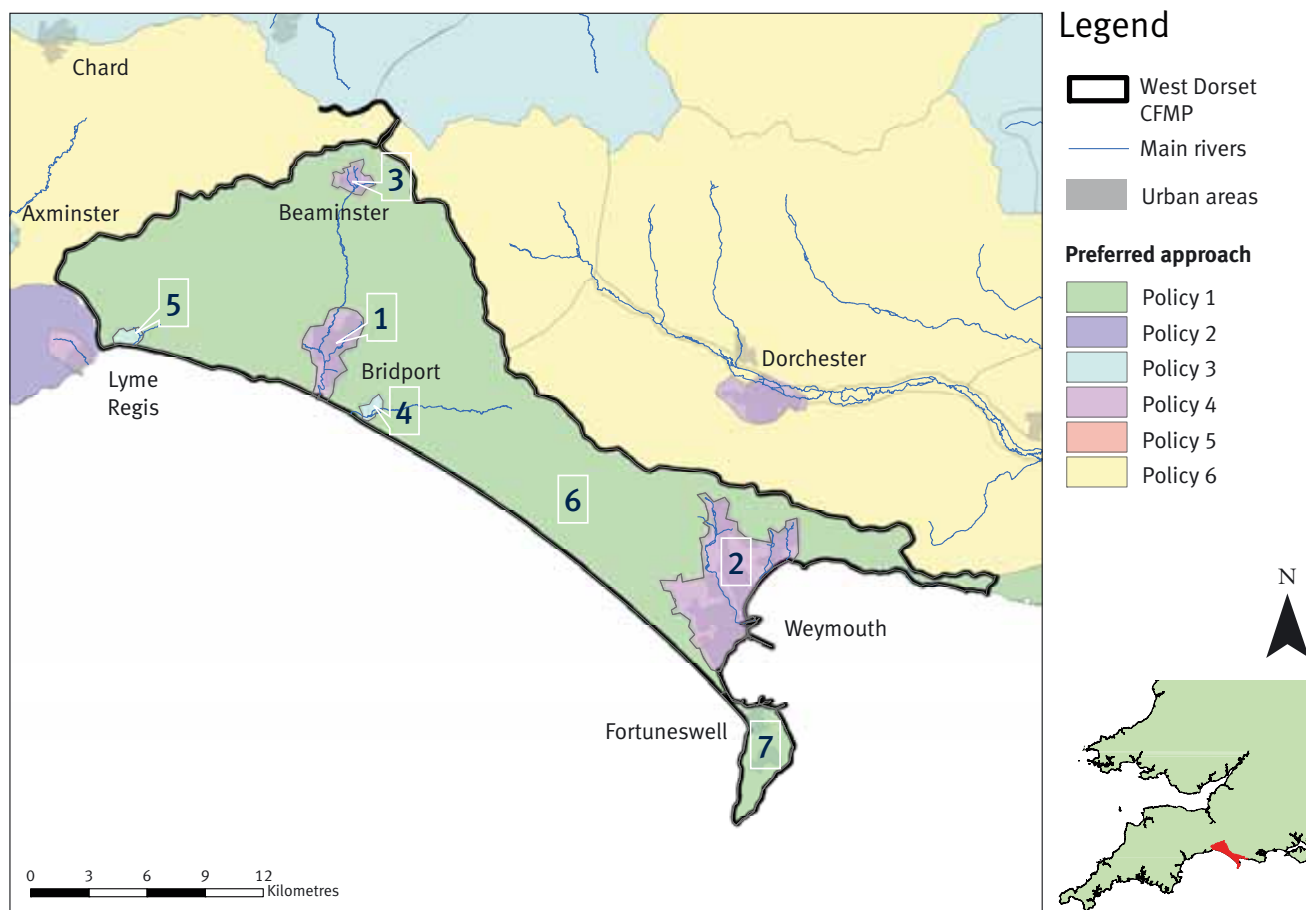 Chard
Axminster
Beaminster
3
5
1
Lyme
Regis
Bridport
4
Dorchester
6
2
Weymouth
Fortuneswell
7
0 3 6 9 12
Kilometres
Legend
West Dorset
CFMP
Main rivers
Urban areas
Preferred approach
Policy 1
Policy 2
Policy 3
Policy 4
Policy 5
Policy 6
N